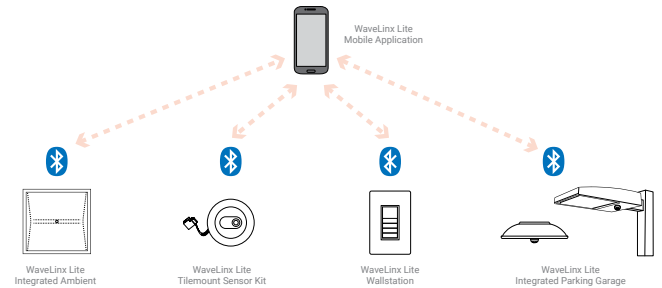 WaveLinx Lite
Mobile Application
WaveLinx Lite
Integrated Ambient
WaveLinx Lite
Tilemount Sensor Kit
WaveLinx Lite
Wallstation
WaveLinx Lite
Integrated Parking Garage